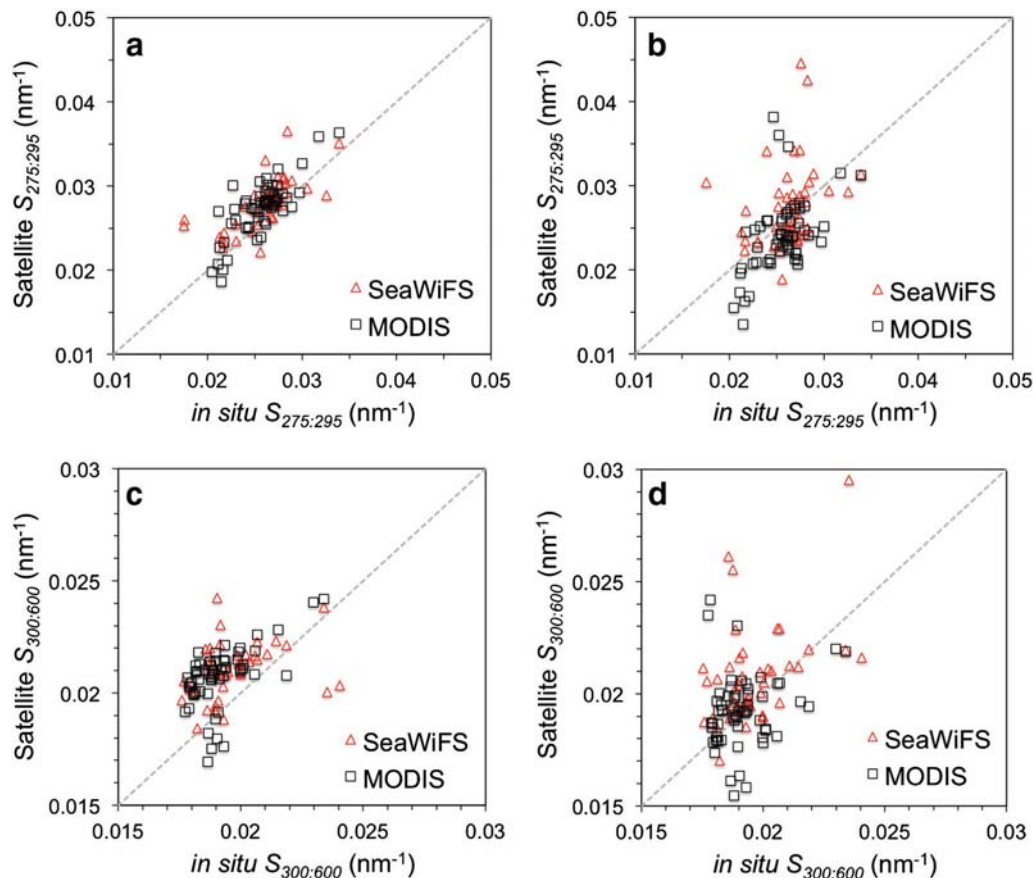 a
0.05
0.04
0.03
0.02
0.01
Satellite S275:295 (nm-1)
SeaWiFS
MODIS
0.01 0.02 0.03 0.04 0.05
in situ S275:295 (nm-1)
b
0.05
0.04
0.03
0.02
0.01
Satellite S275:295 (nm-1)
SeaWiFS
MODIS
0.01 0.02 0.03 0.04 0.05
in situ S275:295 (nm-1)
c
0.03
0.025
0.02
0.015
Satellite S300:600 (nm-1)
SeaWiFS
MODIS
0.015 0.02 0.025 0.03
in situ S300:600 (nm-1)
d
0.03
0.025
0.02
0.015
Satellite S300:600 (nm-1)
SeaWiFS
MODIS
0.015 0.02 0.025 0.03
in situ S300:600 (nm-1)